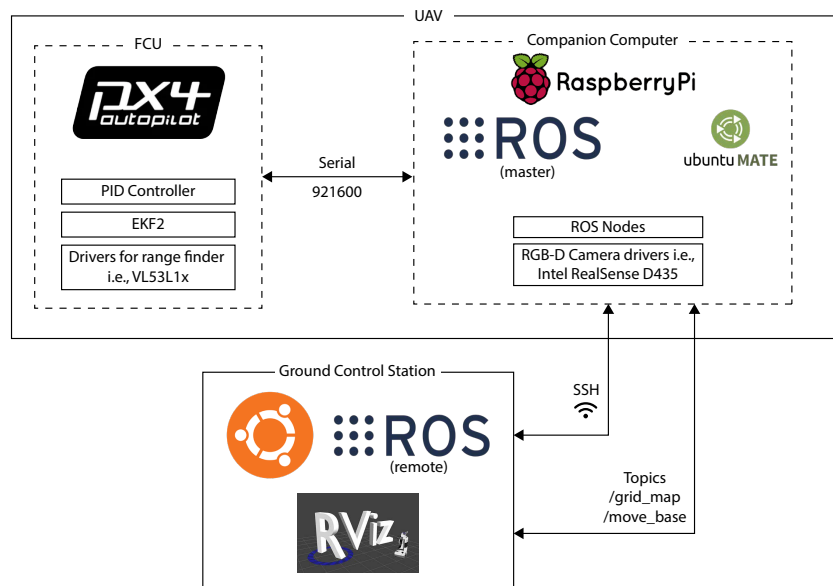 UAV
FCU
px4
autopilot
PID Controller
EKF2
Drivers for range finder
i.e., VL53L1x
Serial
921600
Companion Computer
RaspberryPi
ROS
(master)
ubuntu MATE
ROS Nodes
RGB-D Camera drivers i.e.,
Intel RealSense D435
Ground Control Station
ROS
(remote)
RViz
SSH
Topics
/grid_map
/move_base